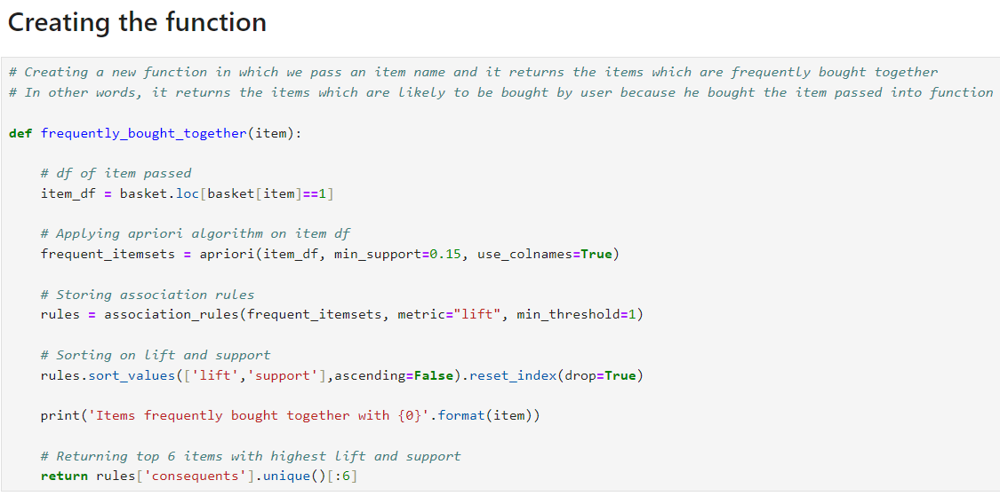 Creating the function
# Creating a new function in which we pass an item name and it returns the items which are frequently bought together
# In other words, it returns the items which are likely to be bought by user because he bought the item passed into function
def frequently_bought_together(item):
    # df of item passed
    item_df = basket.loc[basket[item]==1]
    # Applying apriori algorithm on item df
    frequent_itemsets = apriori(item_df, min_support=0.15, use_colnames=True)
    # Storing association rules
    rules = association_rules(frequent_itemsets, metric="lift", min_threshold=1)
    # Sorting on lift and support
    rules.sort_values(['lift','support'],ascending=False).reset_index(drop=True)
    print('Items frequently bought together with {0}'.format(item))
    # Returning top 6 items with highest lift and support
    return rules['consequents'].unique()[:6]